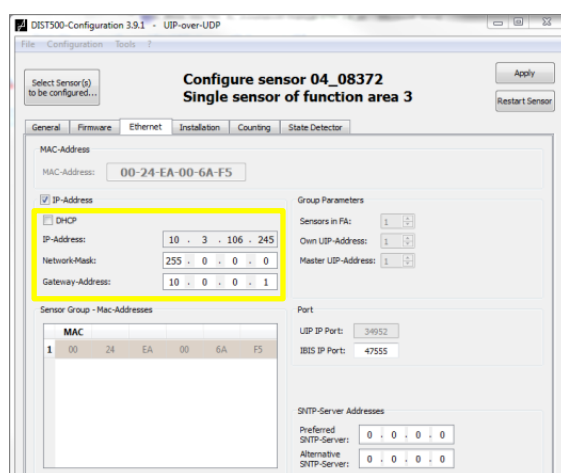 DIST500-Configuration 3.9.1 - UIP-over-UDP
File Configuration Tools ?
Select Sensor(s)
to be configured...
Configure sensor 04_08372
Single sensor of function area 3
Apply
Restart Sensor
General Firmware Ethernet Installation Counting State Detector
MAC-Address
MAC-Address: 00-24-EA-00-6A-F5
IP-Address
DHCP
IP-Address: 10 . 3 . 106 . 245
Network-Mask: 255 . 0 . 0 . 0
Gateway-Address: 10 . 0 . 0 . 1
Group Parameters
Sensors in FA: 1
Own UIP-Address: 1
Master UIP-Address: 1
Sensor Group - Mac-Addresses
MAC
1 00 24 EA 00 6A F5
Port
UIP IP Port: 34952
IBIS IP Port: 47555
SNTP-Server Addresses
Preferred
SNTP-Server: 0 . 0 . 0 . 0
Alternative
SNTP-Server: 0 . 0 . 0 . 0